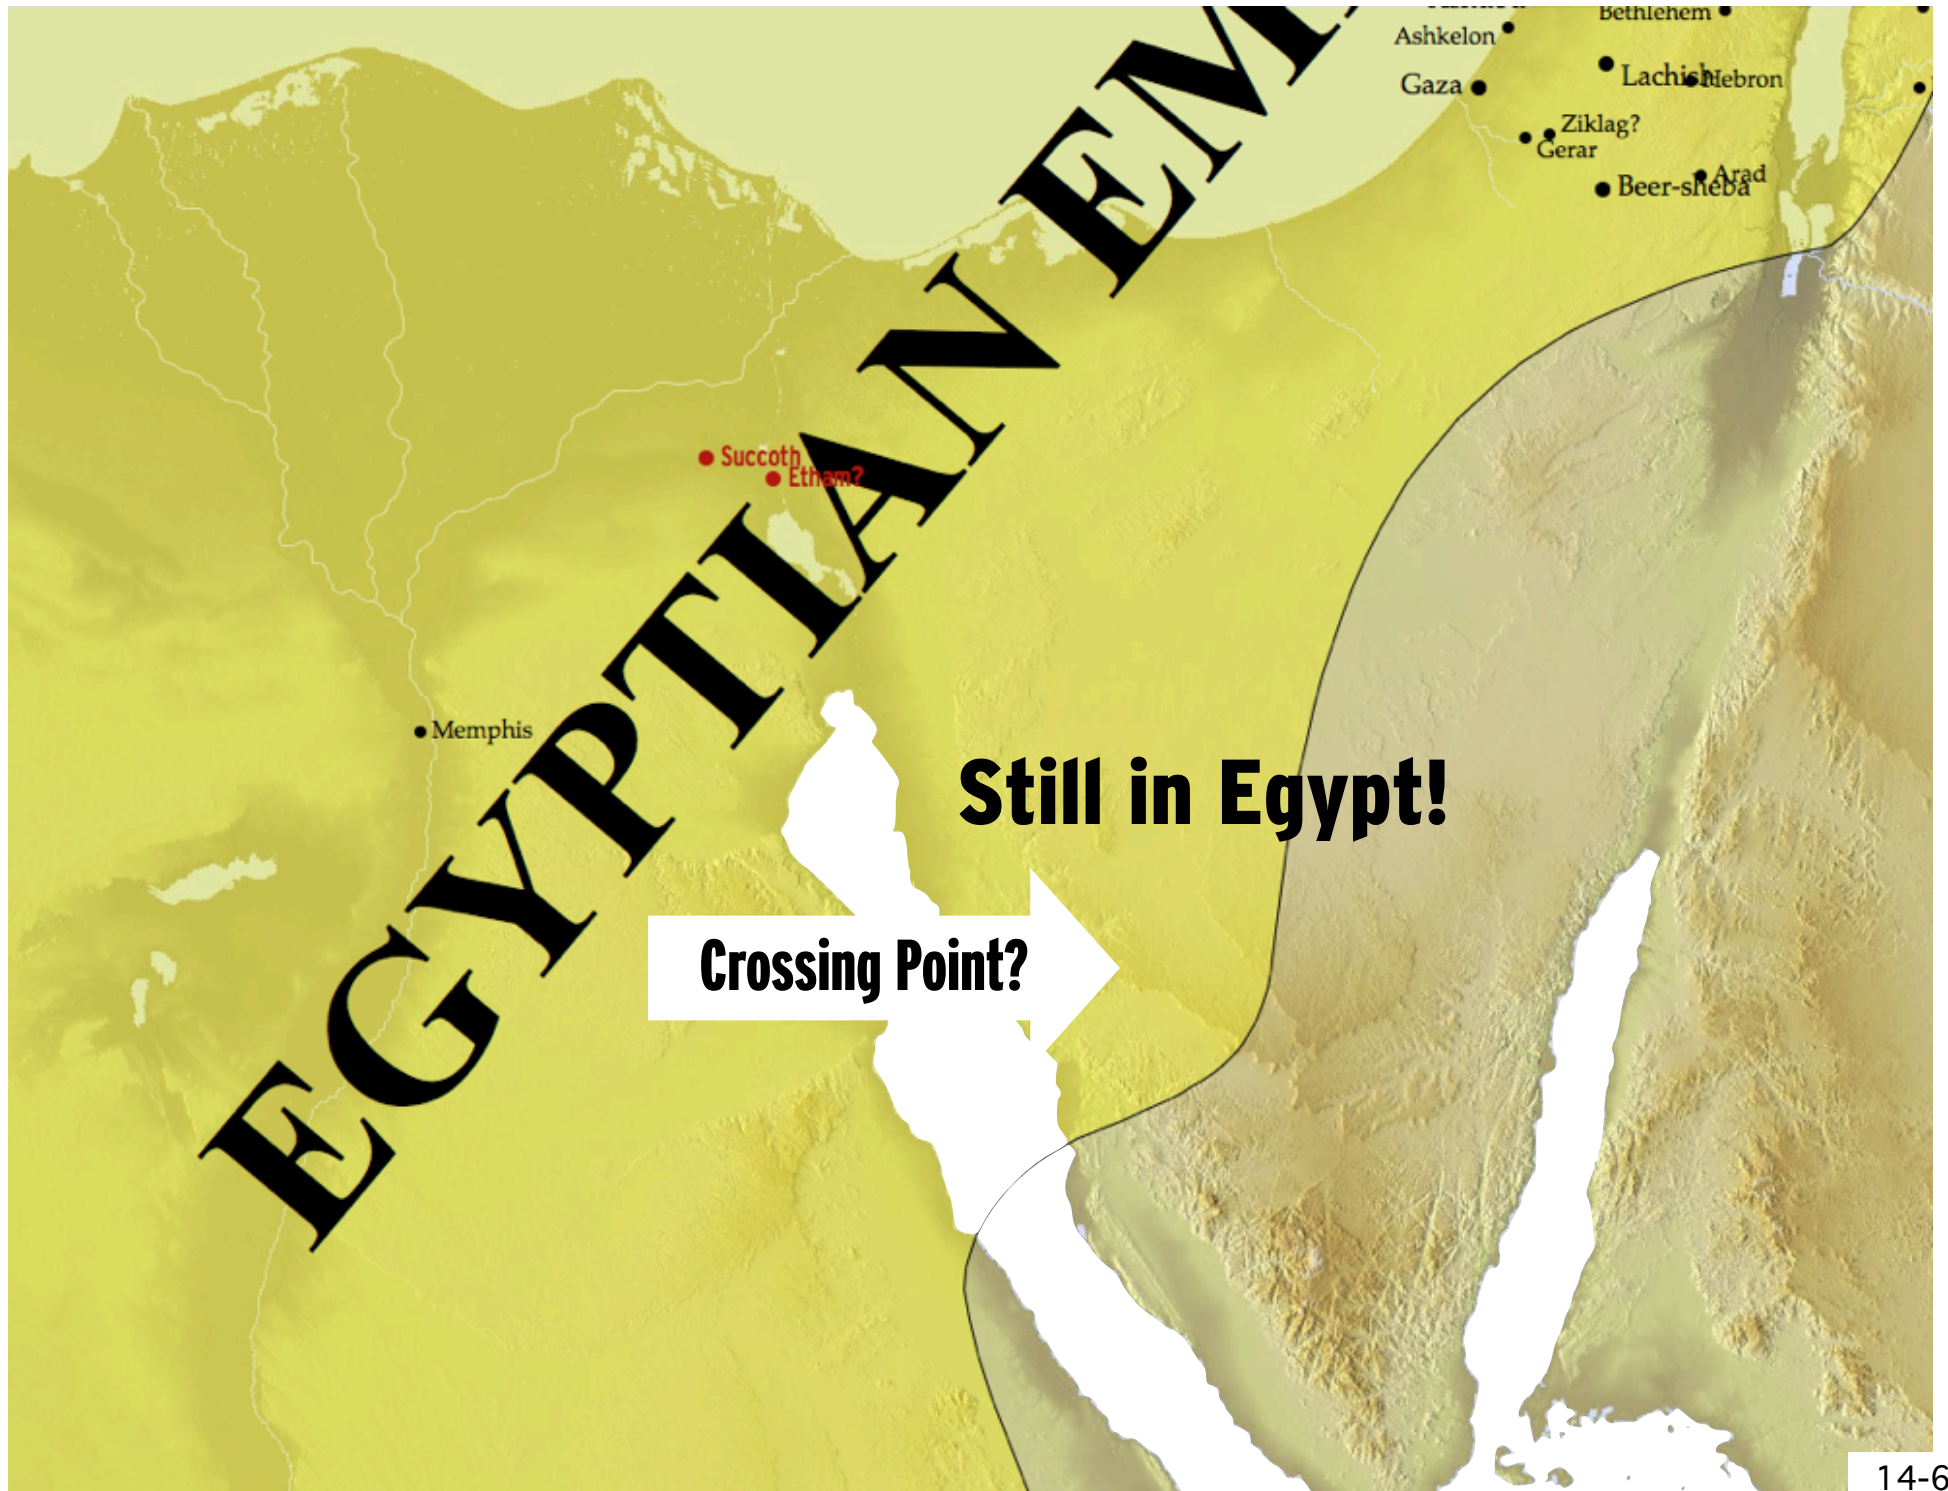 Bethlehem
Ashkelon
Lachish
Hebron
Gaza
Ziklag?
Gerar
Arad
Beer-sheba
EGYPTIAN EM
Succoth
Etham?
Memphis
Still in Egypt!
Crossing Point?
14-6